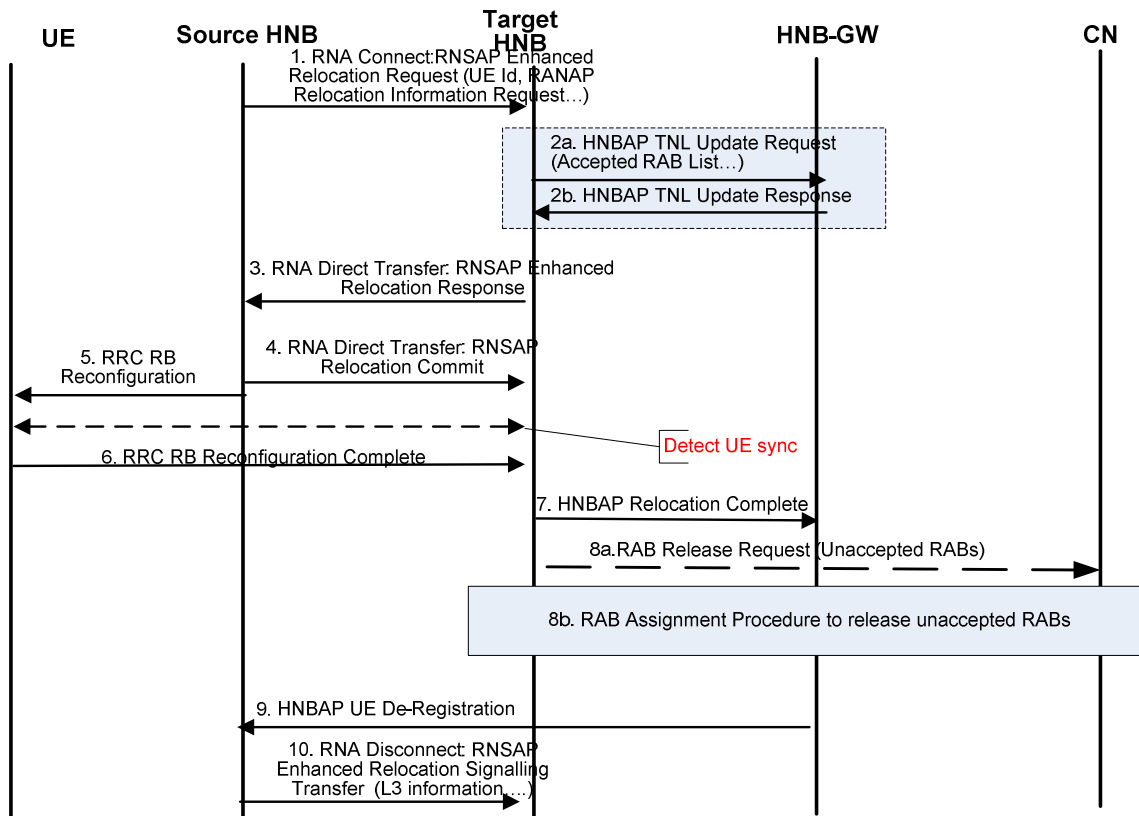 UE
Source HNB
Target
HNB
HNB-GW
CN
1. RNA Connect:RNSAP Enhanced
Relocation Request (UE Id, RANAP
Relocation Information Request…)
2a. HNBAP TNL Update Request
(Accepted RAB List…)
2b. HNBAP TNL Update Response
3. RNA Direct Transfer: RNSAP Enhanced
Relocation Response
4. RNA Direct Transfer: RNSAP
Relocation Commit
5. RRC RB
Reconfiguration
Detect UE sync
6. RRC RB Reconfiguration Complete
7. HNBAP Relocation Complete
8a.RAB Release Request (Unaccepted RABs)
8b. RAB Assignment Procedure to release unaccepted RABs
9. HNBAP UE De-Registration
10. RNA Disconnect: RNSAP
Enhanced Relocation Signalling
Transfer (L3 information,…)